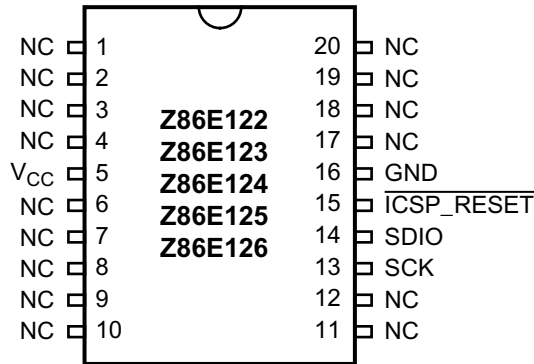 NC 1 20 NC
NC 2 19 NC
NC 3 18 NC
Z86E122
NC 4 17 NC
Z86E123
V_CC 5 16 GND
Z86E124
NC 6 15 ICSP_RESET
Z86E125
NC 7 14 SDIO
Z86E126
NC 8 13 SCK
NC 9 12 NC
NC 10 11 NC